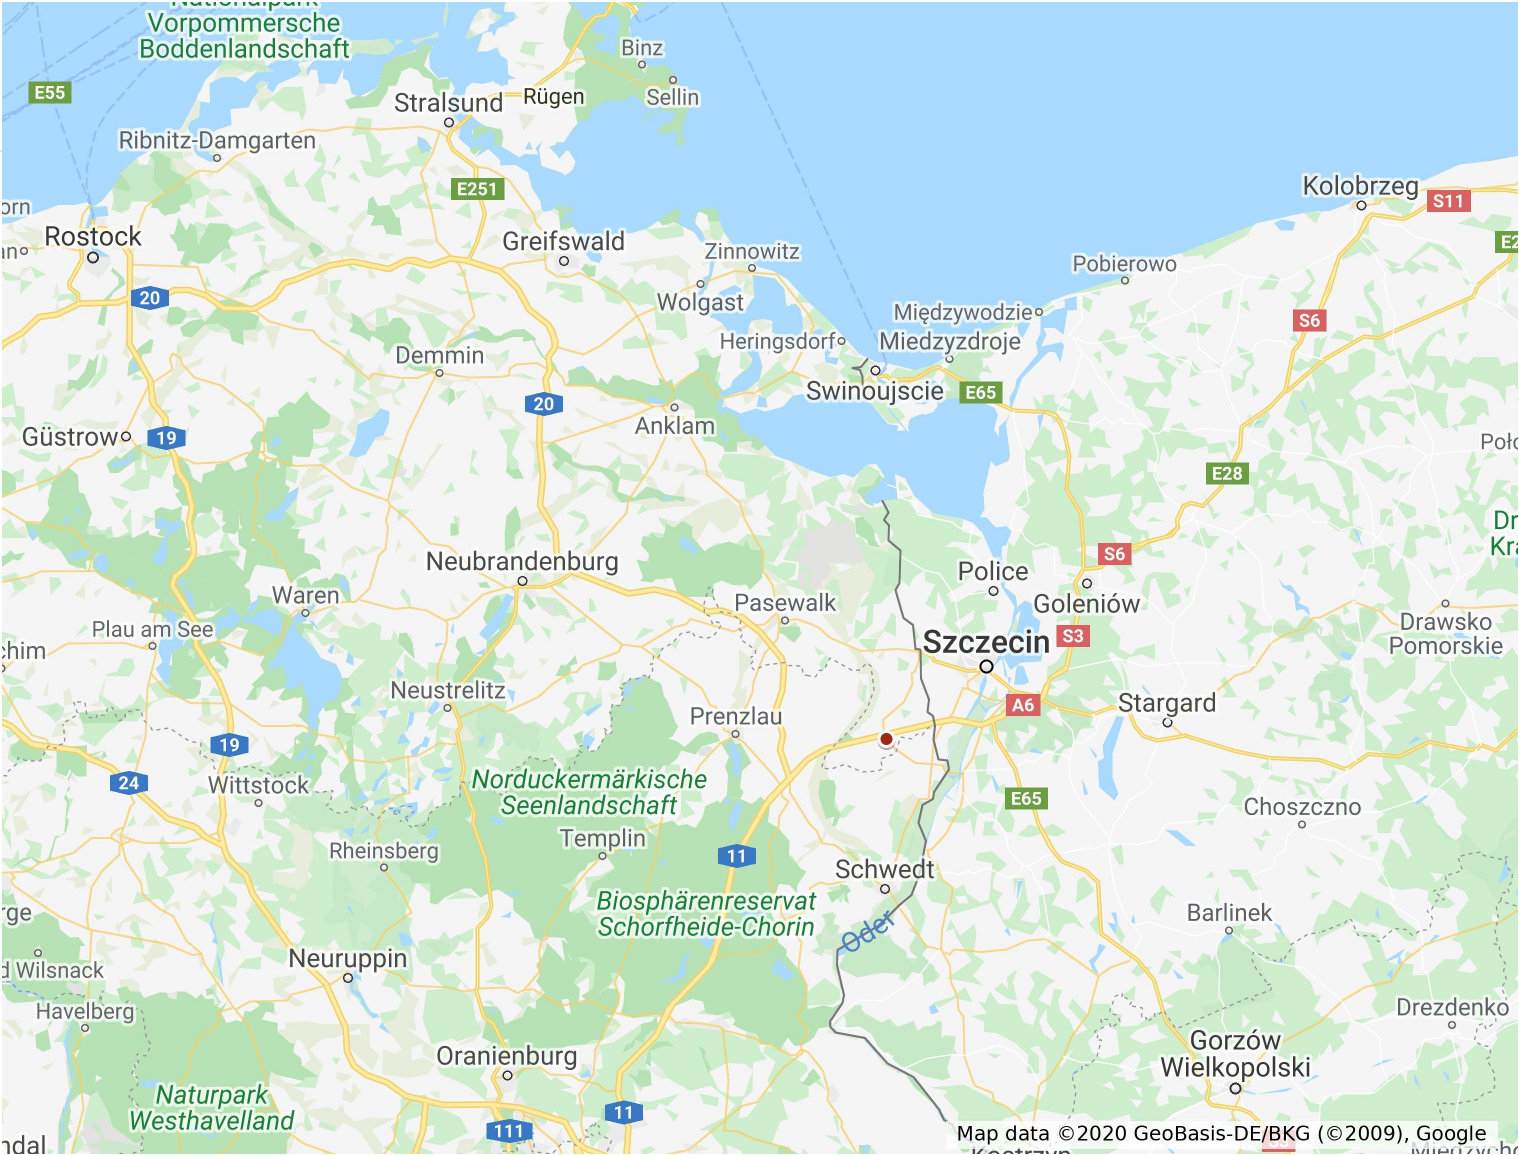 Nationalpark
Vorpommersche
Boddenlandschaft
Binz
E55
Sellin
Rügen
Stralsund
Ribnitz-Damgarten
E251
Kolobrzeg
S11
orn
Rostock
Greifswald
Zinnowitz
Pobierowo
20
Wolgast
Międzywodzie
S6
Heringsdorf
Miedzyzdroje
Demmin
Swinoujscie
E65
20
Anklam
Güstrow
19
E28
Neubrandenburg
S6
Police
Waren
Pasewalk
Goleniów
Plau am See
Szczecin
S3
Drawsko
Pomorskie
Neustrelitz
Prenzlau
A6
Stargard
19
24
Wittstock
Norduckermärkische
Seenlandschaft
E65
Choszczno
Templin
Rheinsberg
11
Schwedt
Biosphärenreservat
Schorfheide-Chorin
Oder
Barlinek
Neuruppin
d Wilsnack
Havelberg
Drezdenko
Gorzów
Wielkopolski
Oranienburg
Naturpark
Westhavelland
11
111
Map data ©2020 GeoBasis-DE/BKG (©2009), Google